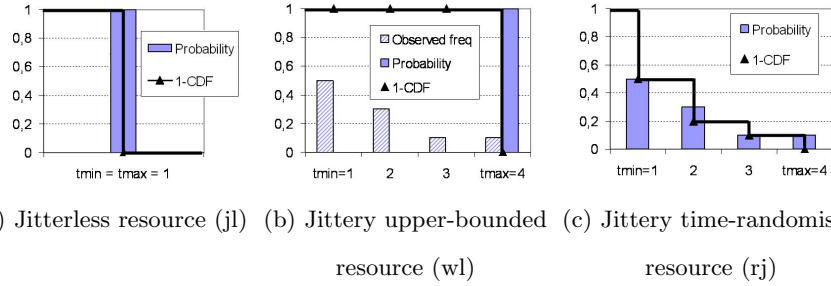 1
0,8
0,6
0,4
0,2
0
Probability
1-CDF
tmin = tmax = 1
1
0,8
0,6
0,4
0,2
0
Observed freq
Probability
1-CDF
tmin=1 2 3 tmax=4
1
0,8
0,6
0,4
0,2
0
Probability
1-CDF
tmin=1 2 3 tmax=4
) Jitterless resource (jl) (b) Jittery upper-bounded (c) Jittery time-randomis
resource (wl) resource (rj)